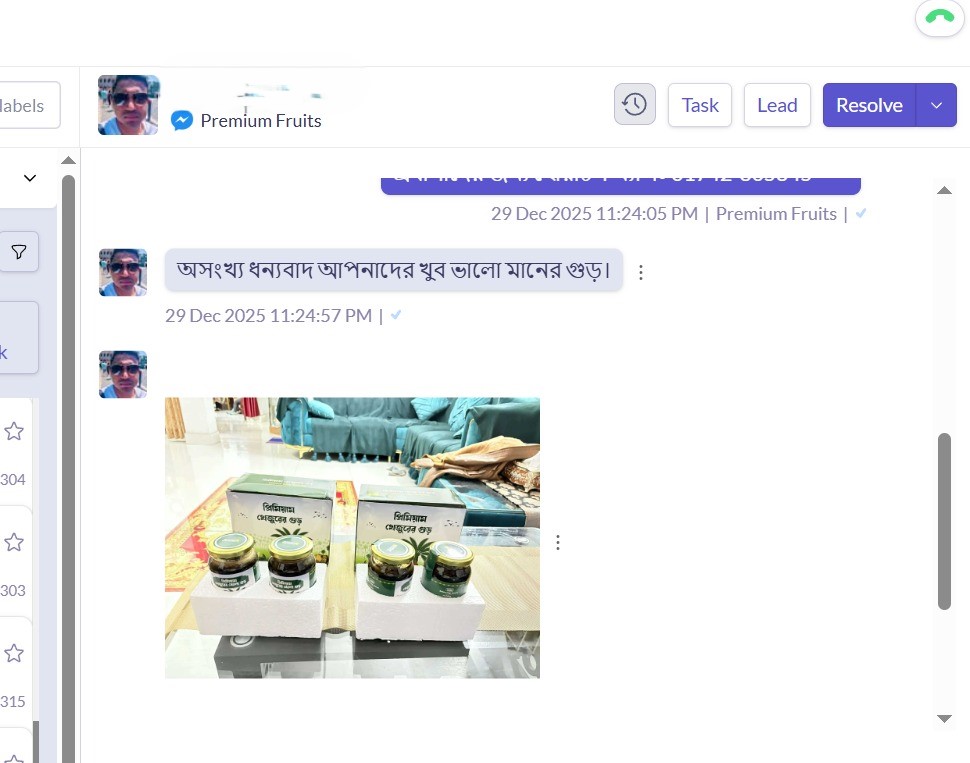 labels
Premium Fruits
Task
Lead
Resolve
29 Dec 2025 11:24:05 PM | Premium Fruits |
অসংখ্য ধন্যবাদ আপনাদের খুব ভালো মানের গুড়।
29 Dec 2025 11:24:57 PM |
k
304
303
315
প্রিমিয়াম
খেজুরের গুড়
প্রিমিয়াম
খেজুরের গুড়